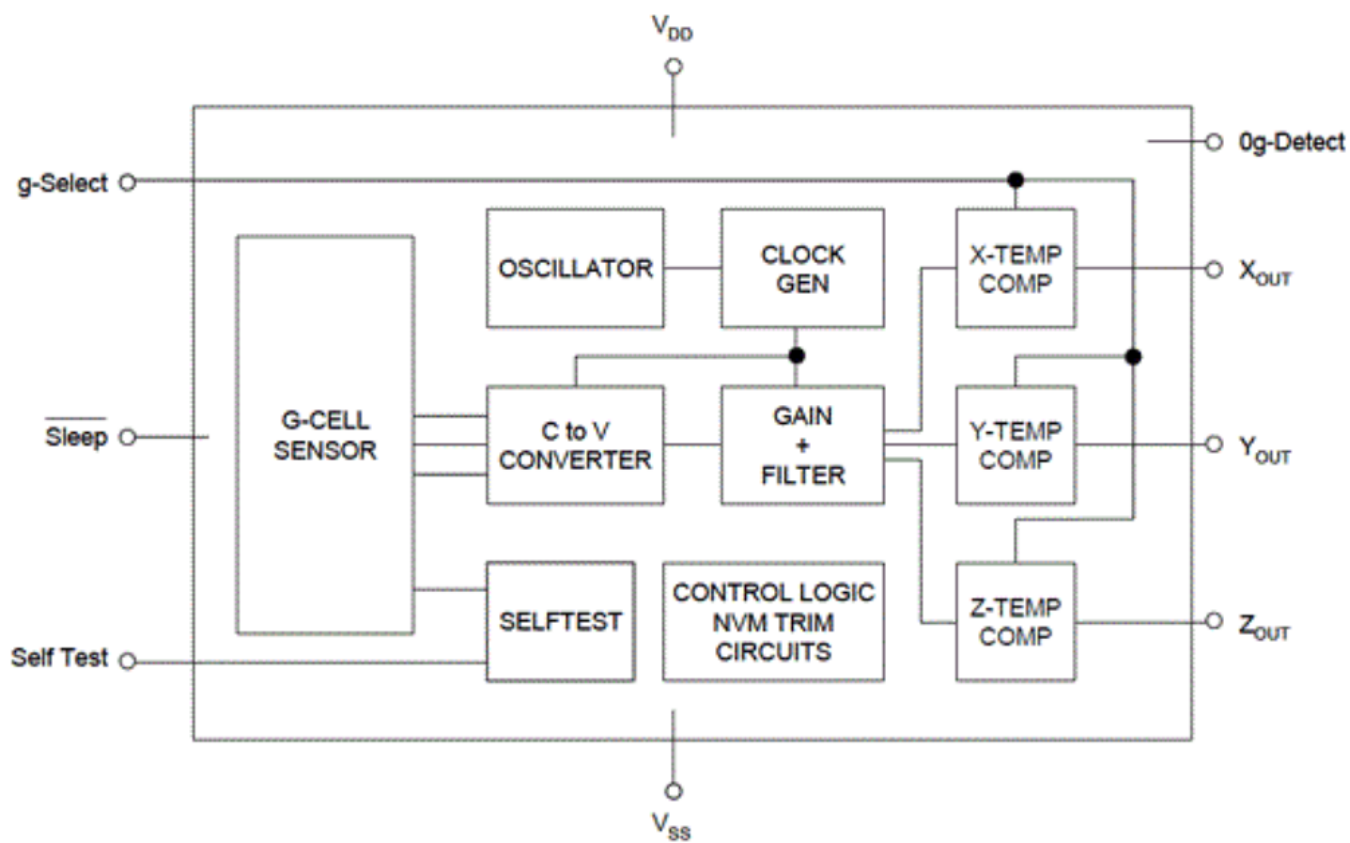 VDD
0g-Detect
g-Select
OSCILLATOR
CLOCK
GEN
X-TEMP
COMP
XOUT
G-CELL
SENSOR
Sleep
C to V
CONVERTER
GAIN
+
FILTER
Y-TEMP
COMP
YOUT
SELFTEST
CONTROL LOGIC
NVM TRIM
CIRCUITS
Z-TEMP
COMP
ZOUT
Self Test
VSS